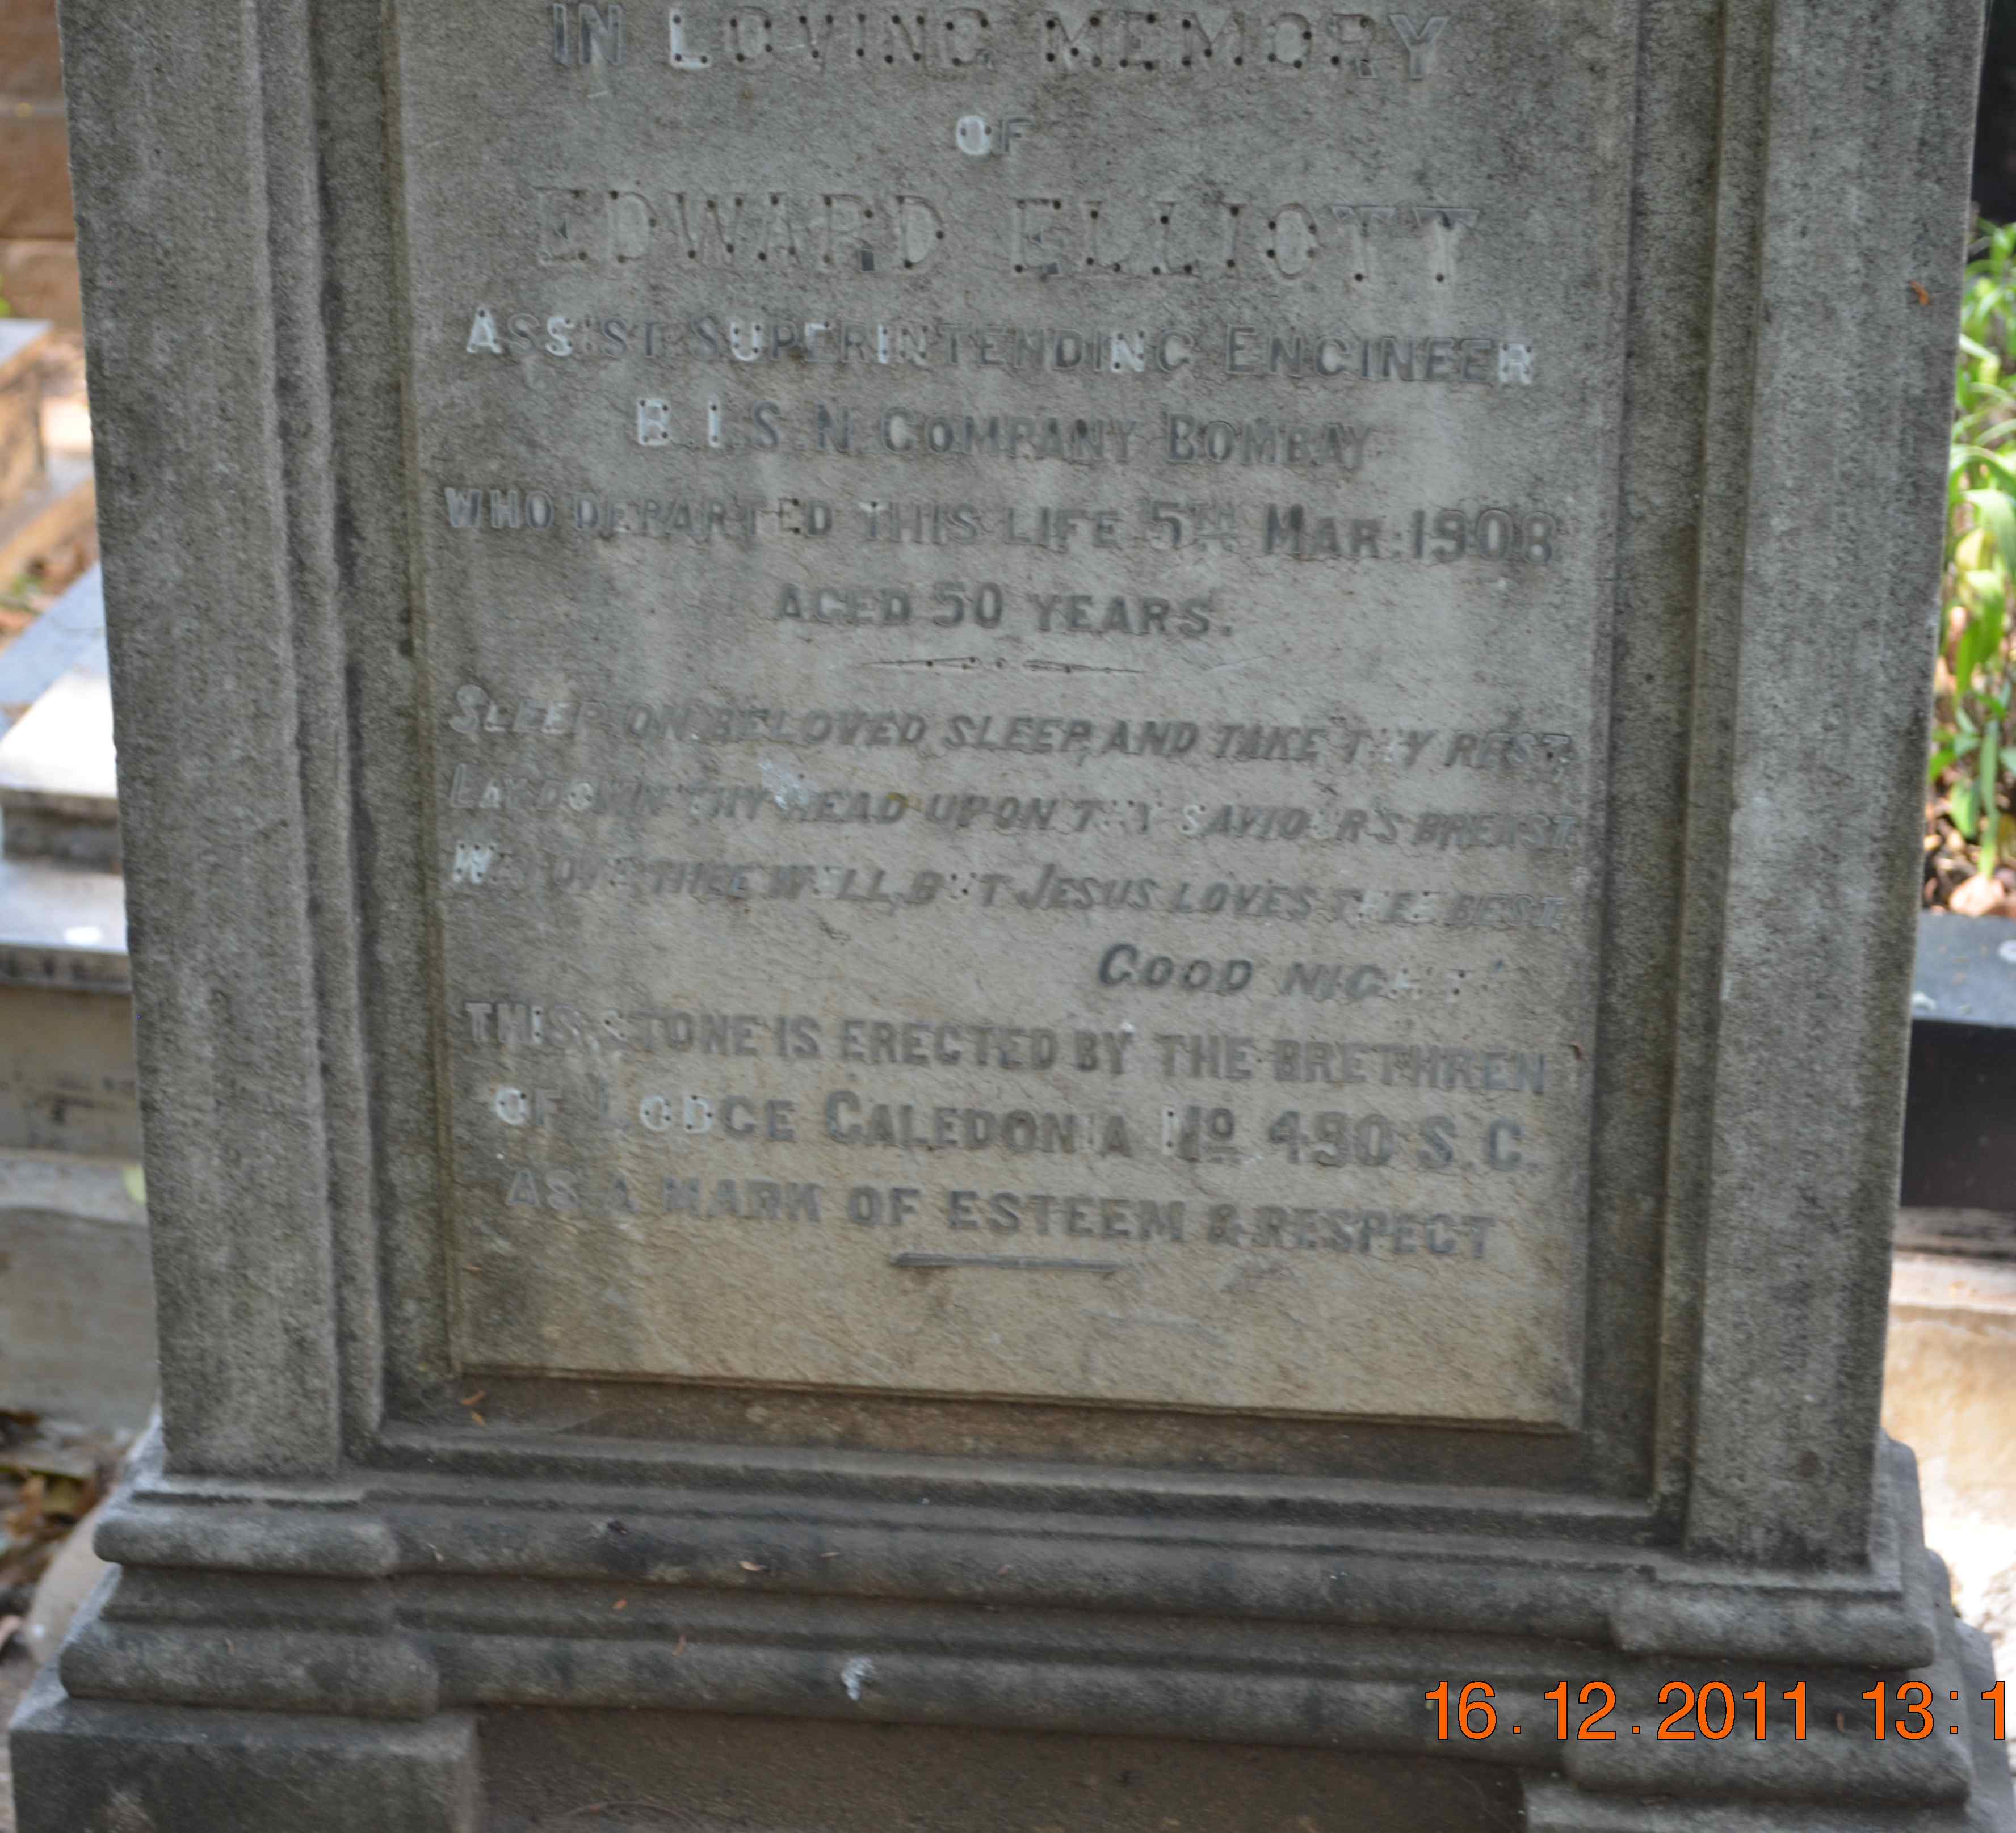 IN LOVING MEMORY
OF
EDWARD ELLIOTT
ASSIST. SUPERINTENDING ENGINEER
B.I.S.N. COMPANY BOMBAY
WHO DEPARTED THIS LIFE 5TH MAR: 1908
AGED 50 YEARS.
SLEEP ON, BELOVED SLEEP, AND TAKE THY REST,
LAY DOWN THY HEAD UPON THY SAVIOUR'S BREAST.
WE LOVE THEE WELL, BUT JESUS LOVES THEE BEST.
GOOD NIGHT
THIS STONE IS ERECTED BY THE BRETHREN
OF LODGE CALEDONIA NO 490 S.C.
AS A MARK OF ESTEEM & RESPECT
16.12.2011 13:1